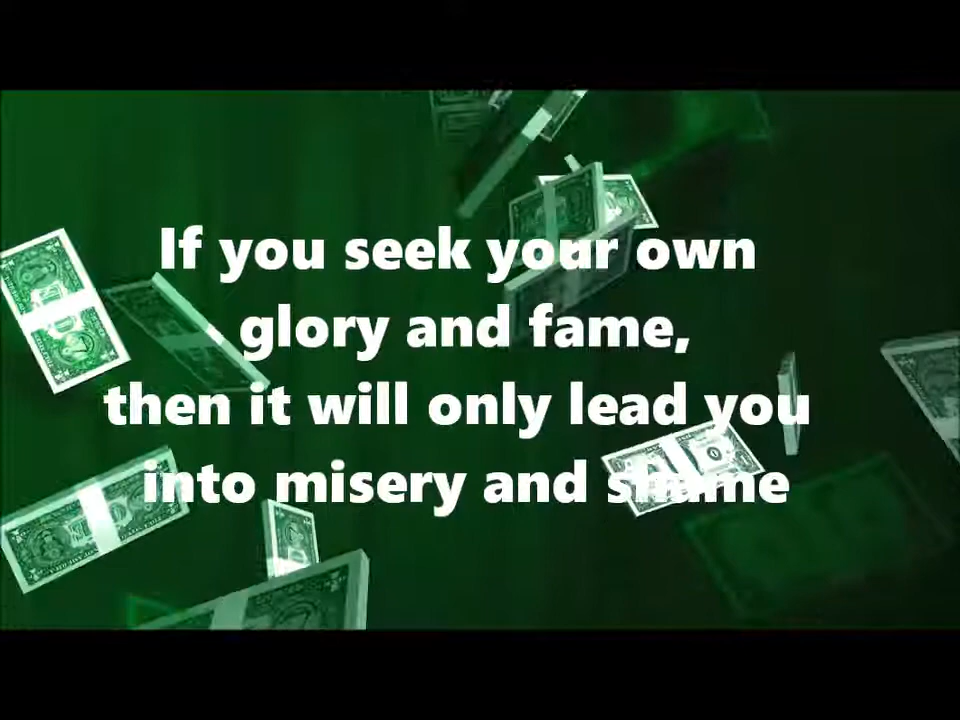 If you seek your own
glory and fame,
then it will only lead you
into misery and shame